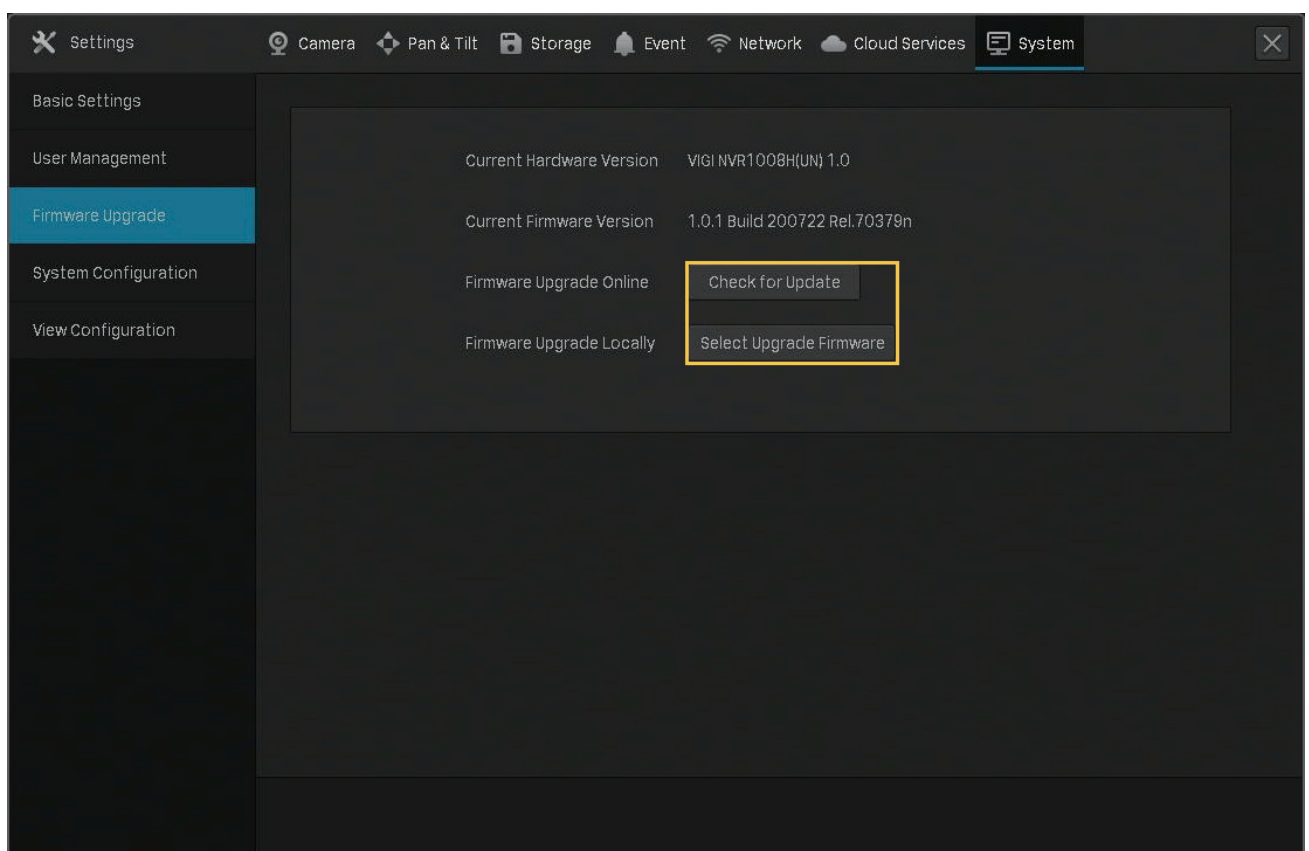 Settings
Camera Pan & Tilt Storage Event Network Cloud Services System
Basic Settings
User Management
Firmware Upgrade
System Configuration
View Configuration
Current Hardware Version VIGI NVR1008H(UN) 1.0
Current Firmware Version 1.0.1 Build 200722 Rel.70379n
Firmware Upgrade Online Check for Update
Firmware Upgrade Locally Select Upgrade Firmware